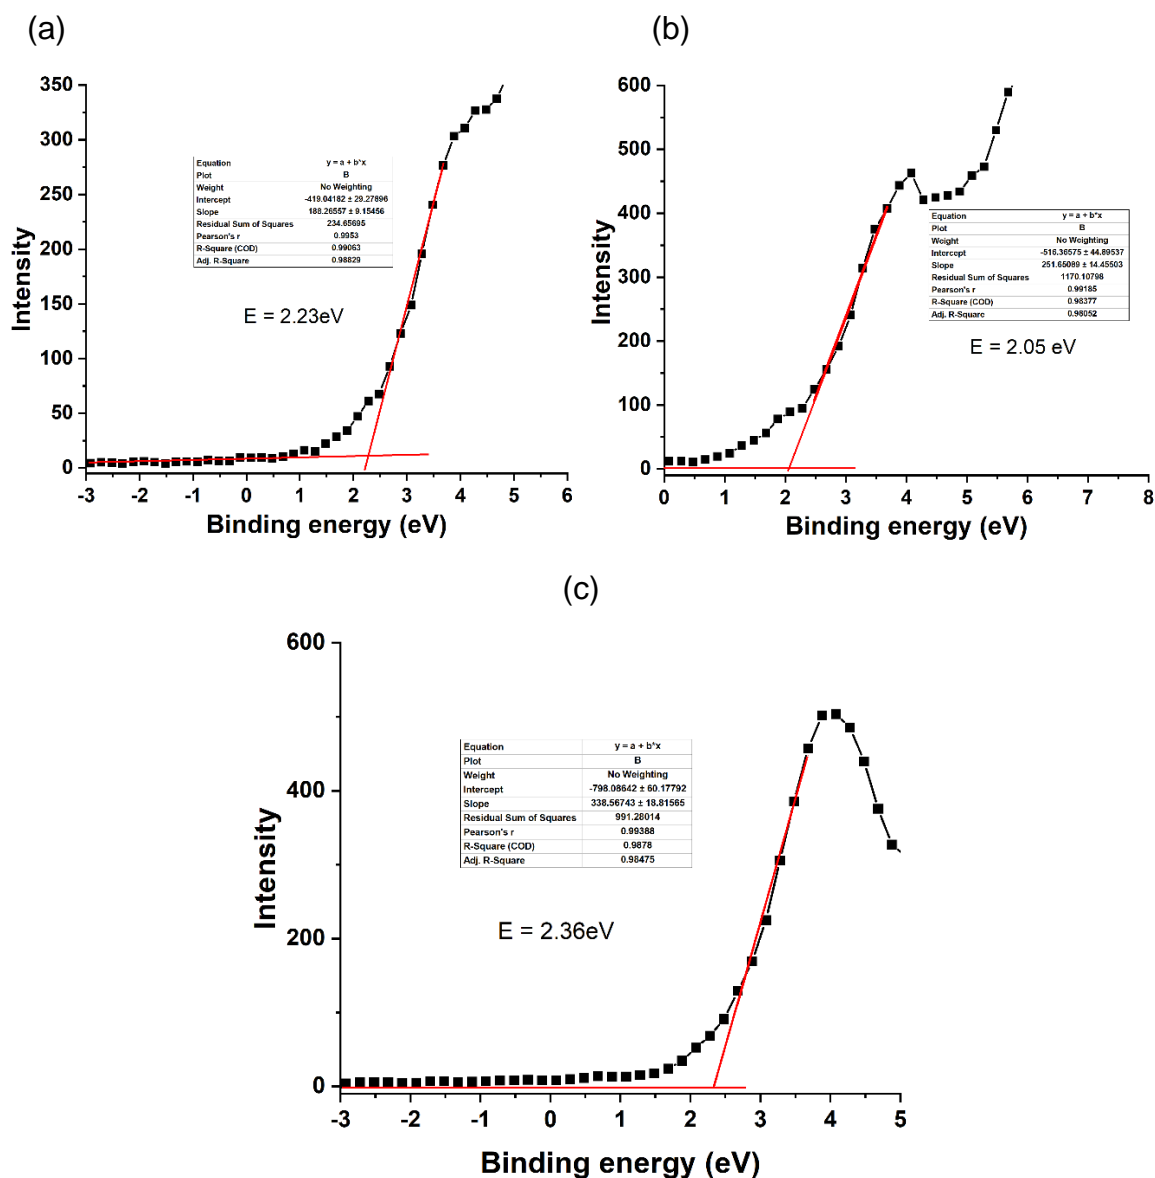 (a)
(b)
350
300
250
200
150
100
50
0
Intensity
Equation y = a + b*x
Plot B
Weight No Weighting
Intercept -419.04182 ± 29.27896
Slope 188.26557 ± 9.15456
Residual Sum of Squares 234.65695
Pearson's r 0.9953
R-Square (COD) 0.99063
Adj. R-Square 0.98829
E = 2.23eV
-3 -2 -1 0 1 2 3 4 5 6
Binding energy (eV)
600
500
400
300
200
100
0
Intensity
Equation y = a + b*x
Plot B
Weight No Weighting
Intercept -516.36575 ± 44.89537
Slope 251.65089 ± 14.45503
Residual Sum of Squares 1170.10798
Pearson's r 0.99185
R-Square (COD) 0.98377
Adj. R-Square 0.98052
E = 2.05 eV
0 1 2 3 4 5 6 7 8
Binding energy (eV)
(c)
600
400
200
0
Intensity
Equation y = a + b*x
Plot B
Weight No Weighting
Intercept -798.08642 ± 60.17792
Slope 338.56743 ± 18.81565
Residual Sum of Squares 991.28014
Pearson's r 0.99388
R-Square (COD) 0.9878
Adj. R-Square 0.98475
E = 2.36eV
-3 -2 -1 0 1 2 3 4 5
Binding energy (eV)